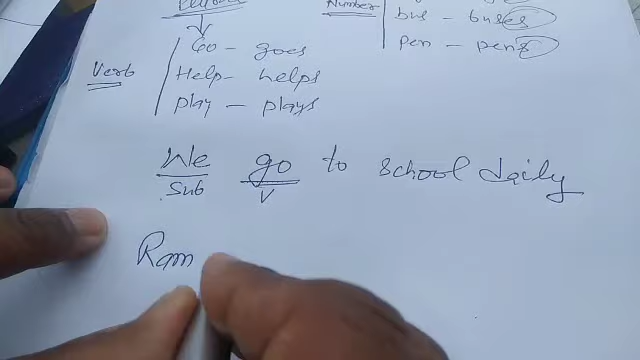 Number
bus - buses
pen - pens
Verb
Go - goes
Help - helps
play - plays
We go to school daily
Sub V
Ram